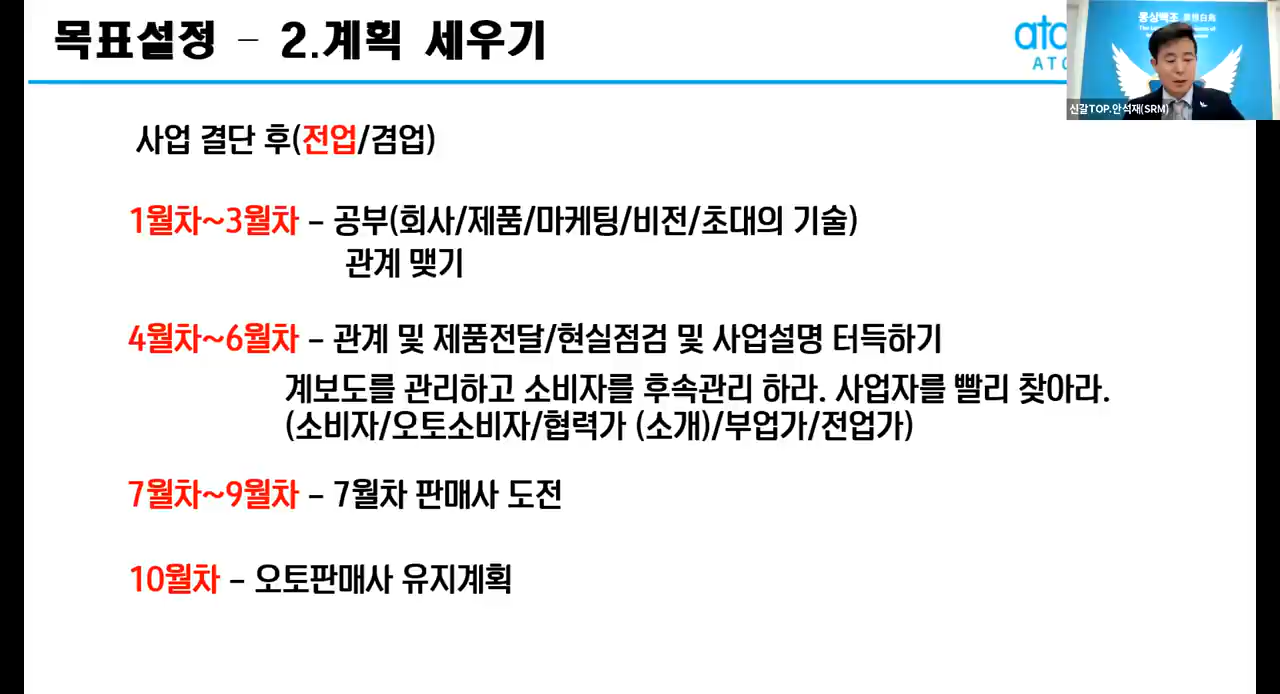 목표설정 – 2.계획 세우기
사업 결단 후(전업/겸업)
1월차~3월차 – 공부(회사/제품/마케팅/비전/초대의 기술)
관계 맺기
4월차~6월차 – 관계 및 제품전달/현실점검 및 사업설명 터득하기
계보도를 관리하고 소비자를 후속관리 하라. 사업자를 빨리 찾아라.
(소비자/오토소비자/협력가 (소개)/부업가/전업가)
7월차~9월차 – 7월차 판매사 도전
10월차 – 오토판매사 유지계획
신갈TOP.안석재(SRM)